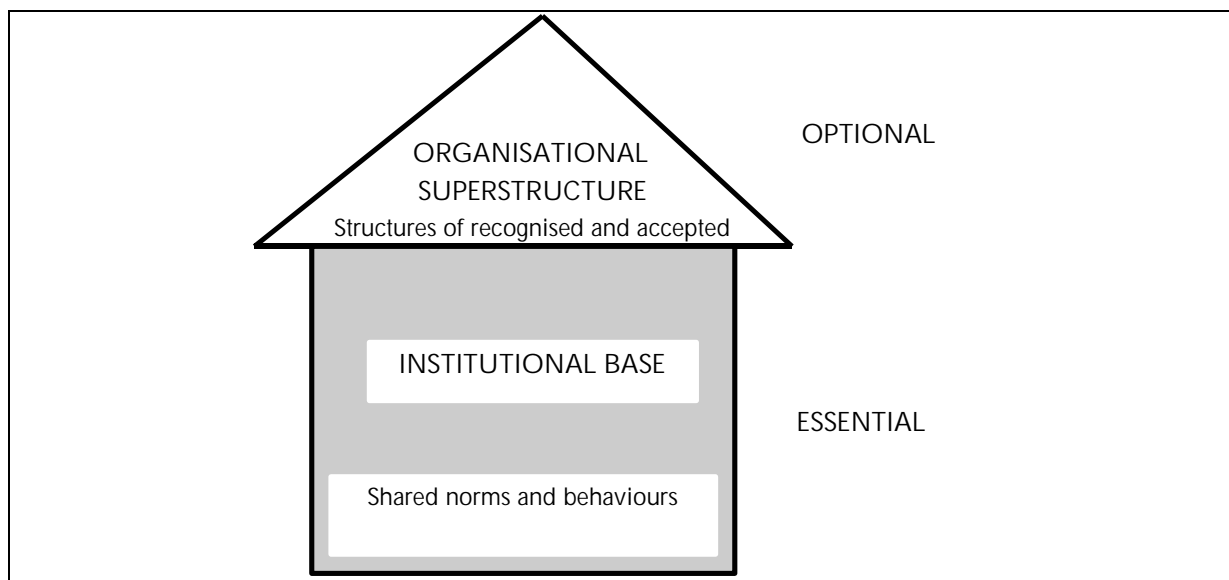 OPTIONAL
ORGANISATIONAL
SUPERSTRUCTURE
Structures of recognised and accepted
INSTITUTIONAL BASE
ESSENTIAL
Shared norms and behaviours